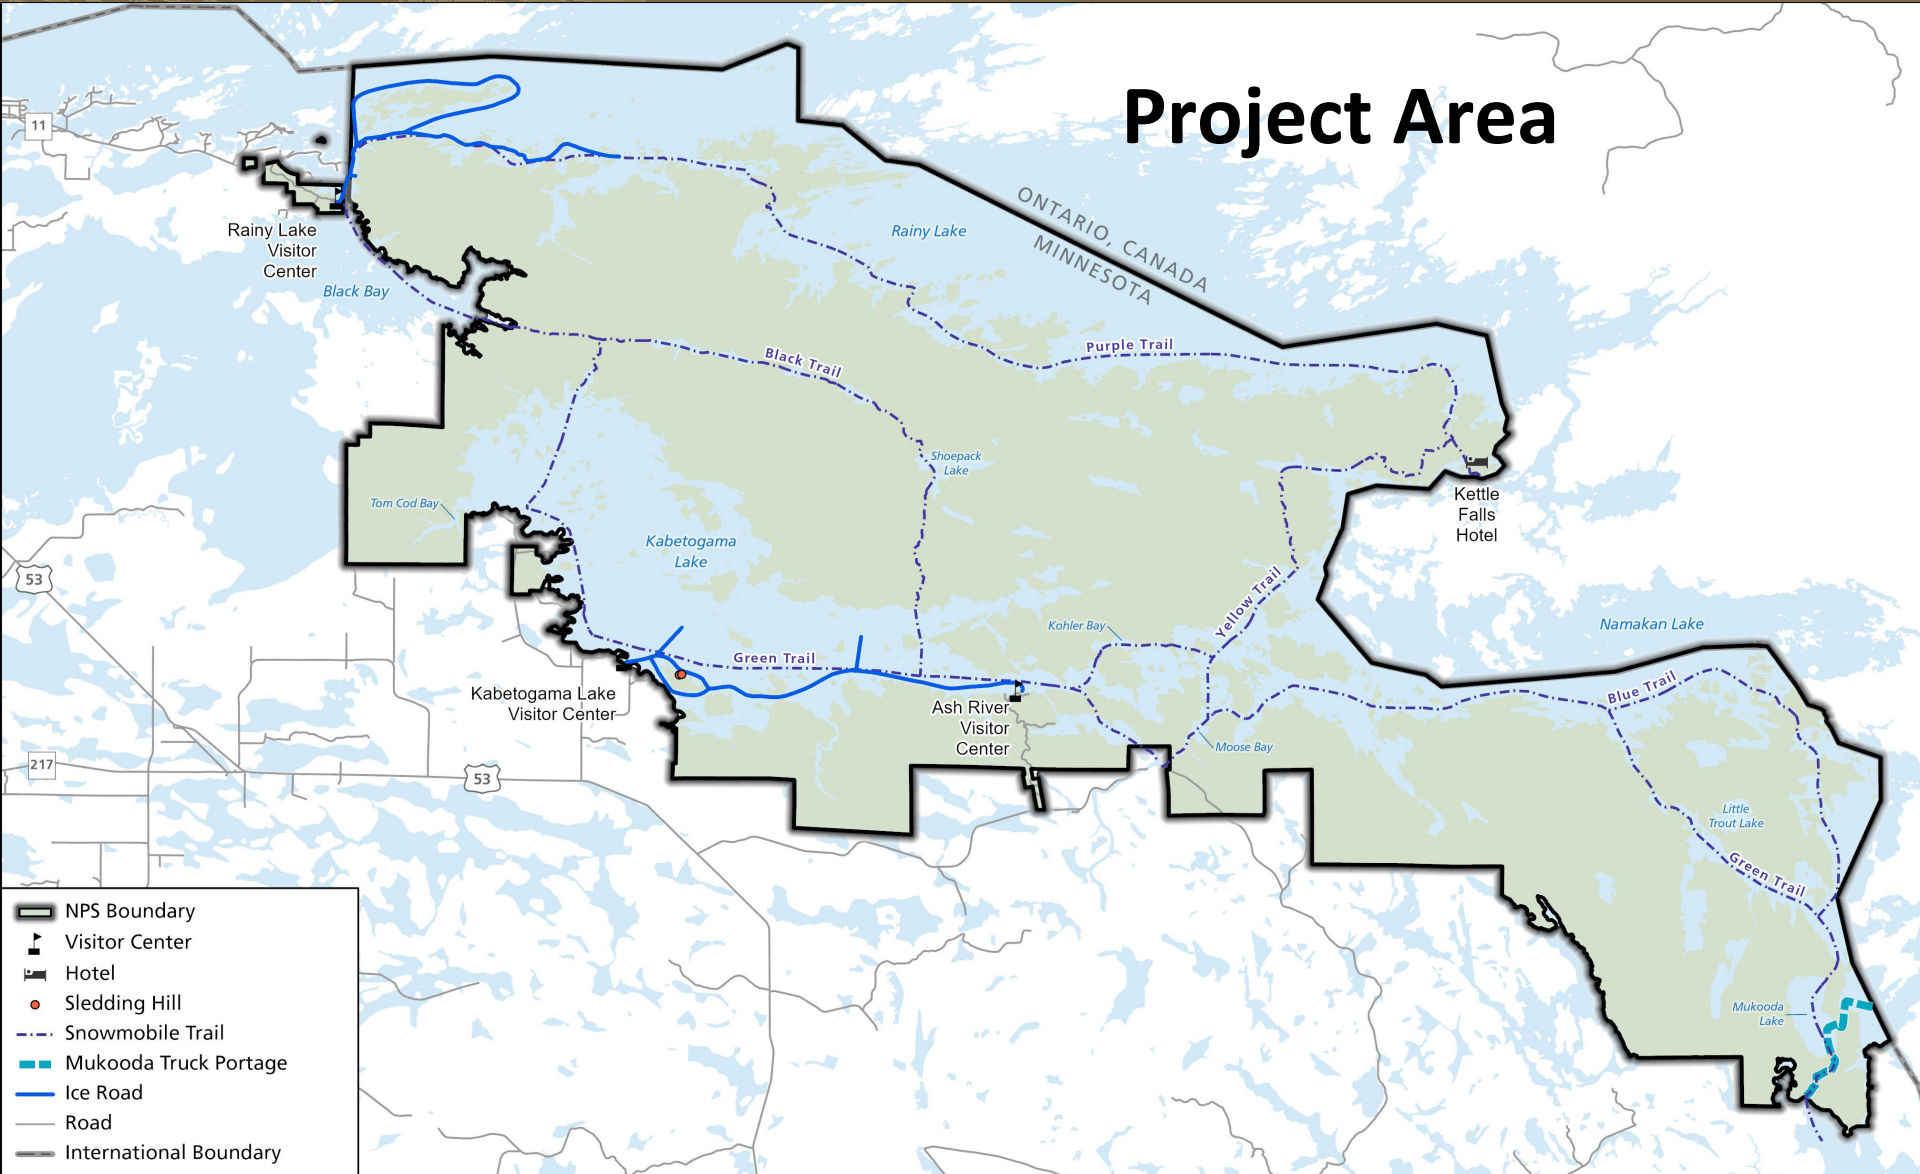 Project Area
11
ONTARIO, CANADA
MINNESOTA
Rainy Lake
Rainy Lake
Visitor
Center
Black Bay
Purple Trail
Black Trail
Shoepack
Lake
Kettle
Falls
Hotel
Tom Cod Bay
Kabetogama
Lake
53
Yellow Trail
Kohler Bay
Namakan Lake
Green Trail
Blue Trail
Kabetogama Lake
Visitor Center
Ash River
Visitor
Center
Moose Bay
217
53
Little
Trout Lake
Green Trail
Mukooda
Lake
NPS Boundary
Visitor Center
Hotel
Sledding Hill
Snowmobile Trail
Mukooda Truck Portage
Ice Road
Road
International Boundary